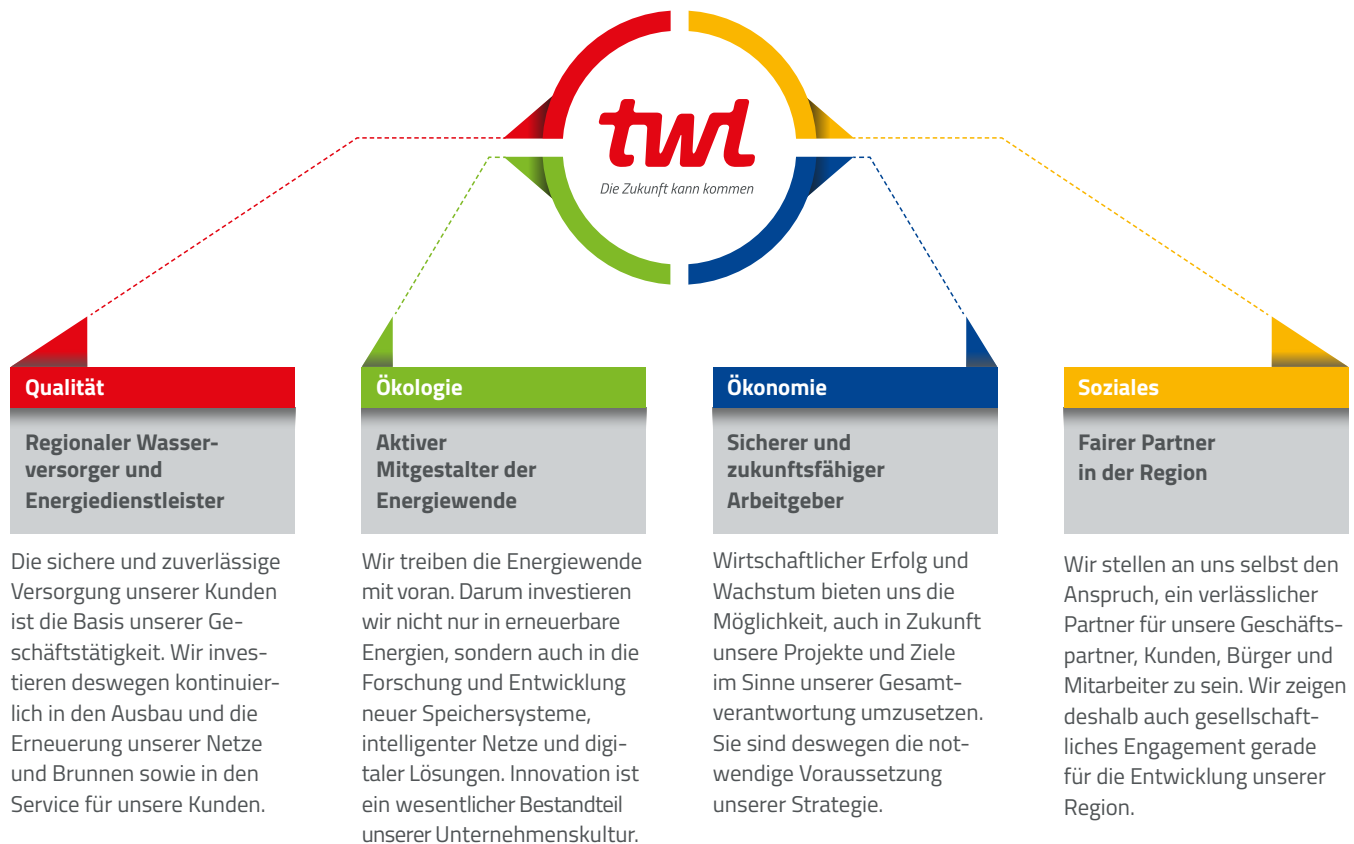 twl
Die Zukunft kann kommen
Qualität
Regionaler Wasser-
versorger und
Energiedienstleister
Die sichere und zuverlässige
Versorgung unserer Kunden
ist die Basis unserer Ge-
schäftstätigkeit. Wir inves-
tieren deswegen kontinuier-
lich in den Ausbau und die
Erneuerung unserer Netze
und Brunnen sowie in den
Service für unsere Kunden.
Ökologie
Aktiver
Mitgestalter der
Energiewende
Wir treiben die Energiewende
mit voran. Darum investieren
wir nicht nur in erneuerbare
Energien, sondern auch in die
Forschung und Entwicklung
neuer Speichersysteme,
intelligenter Netze und digi-
taler Lösungen. Innovation ist
ein wesentlicher Bestandteil
unserer Unternehmenskultur.
Ökonomie
Sicherer und
zukunftsfähiger
Arbeitgeber
Wirtschaftlicher Erfolg und
Wachstum bieten uns die
Möglichkeit, auch in Zukunft
unsere Projekte und Ziele
im Sinne unserer Gesamt-
verantwortung umzusetzen.
Sie sind deswegen die not-
wendige Voraussetzung
unserer Strategie.
Soziales
Fairer Partner
in der Region
Wir stellen an uns selbst den
Anspruch, ein verlässlicher
Partner für unsere Geschäfts-
partner, Kunden, Bürger und
Mitarbeiter zu sein. Wir zeigen
deshalb auch gesellschaft-
liches Engagement gerade
für die Entwicklung unserer
Region.